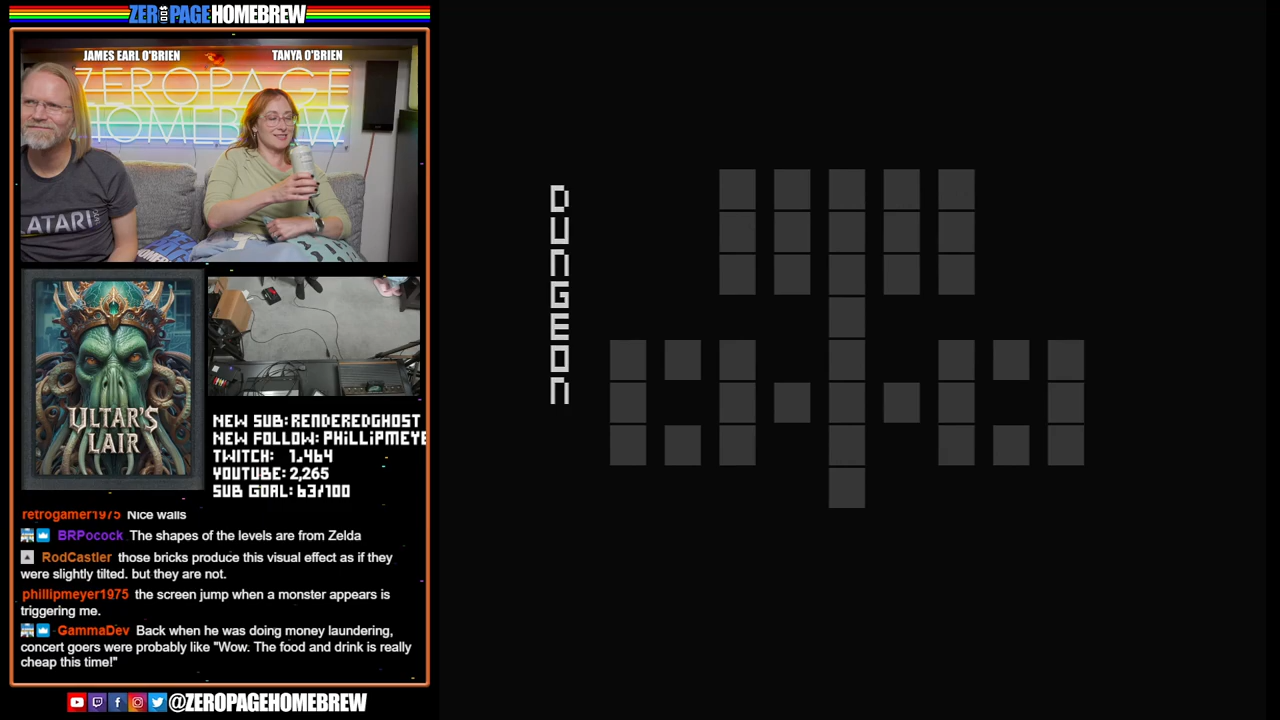 ZEROPAGE HOMEBREW
JAMES EARL O'BRIEN
TANYA O'BRIEN
ZEROPAGE
HOMEBREW
ATARI
ULTAR'S
LAIR
NEW SUB: RENDEREDGHOST
NEW FOLLOW: PHILLIPMEYE
TWITCH: 1,464
YOUTUBE: 2,265
SUB GOAL: 63/100
retrogamer1975 Nice walls
BRPocock The shapes of the levels are from Zelda
RodCastler those bricks produce this visual effect as if they
were slightly tilted. but they are not.
phillipmeyer1975 the screen jump when a monster appears is
triggering me.
GammaDev Back when he was doing money laundering,
concert goers were probably like "Wow. The food and drink is really
cheap this time!"
@ZEROPAGEHOMEBREW
DUNGEON